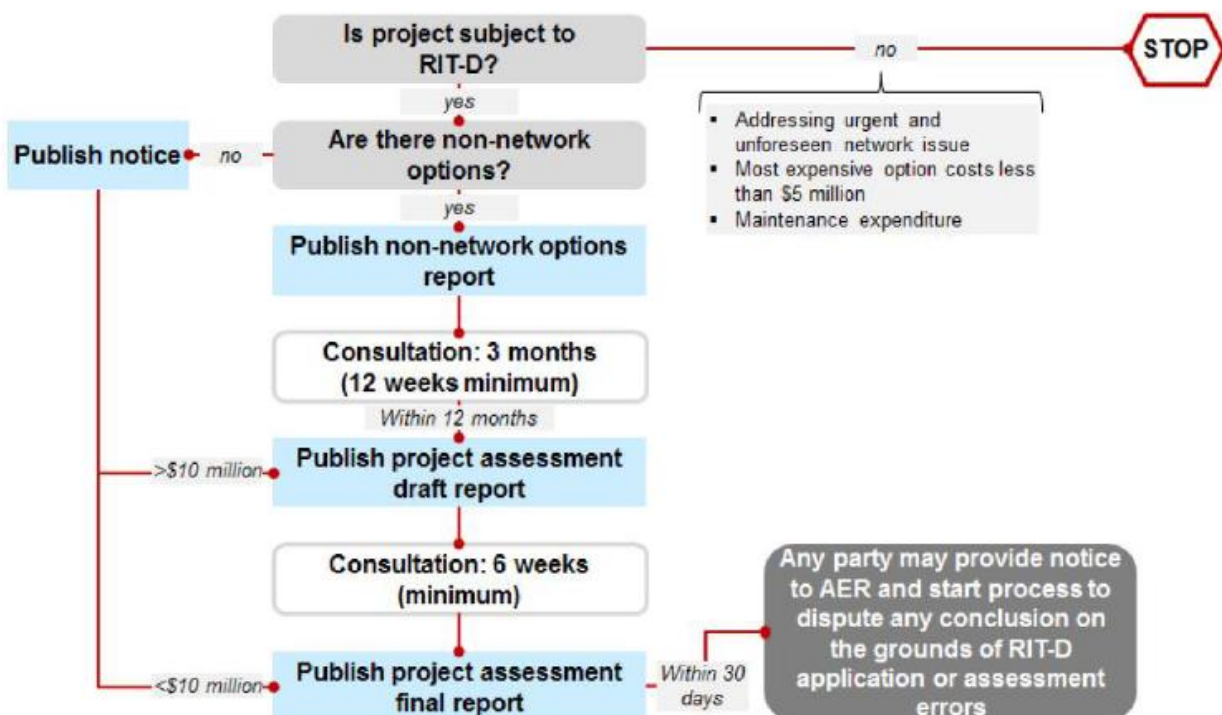 Is project subject to
RIT-D?
no
STOP
yes
▪ Addressing urgent and
unforeseen network issue
▪ Most expensive option costs less
than $5 million
▪ Maintenance expenditure
Publish notice
no
Are there non-network
options?
yes
Publish non-network options
report
Consultation: 3 months
(12 weeks minimum)
Within 12 months
>$10 million
Publish project assessment
draft report
Consultation: 6 weeks
(minimum)
<$10 million
Publish project assessment
final report
Within 30
days
Any party may provide notice
to AER and start process to
dispute any conclusion on
the grounds of RIT-D
application or assessment
errors